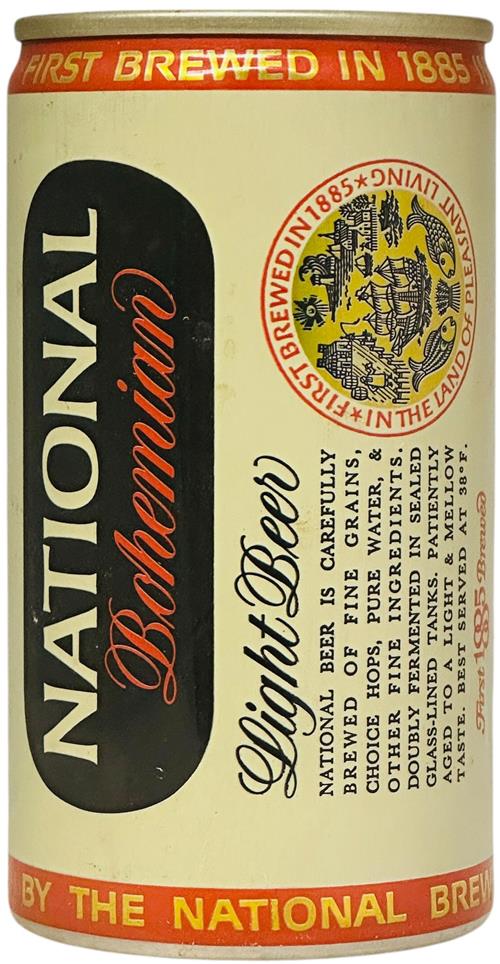 FIRST BREWED IN 1885
NATIONAL
Bohemian
Light Beer
NATIONAL BEER IS CAREFULLY
BREWED OF FINE GRAINS,
CHOICE HOPS, PURE WATER, &
OTHER FINE INGREDIENTS.
DOUBLY FERMENTED IN SEALED
GLASS-LINED TANKS. PATIENTLY
AGED TO A LIGHT & MELLOW
TASTE. BEST SERVED AT 38°F.
First 1885 Brewed
*FIRST BREWED IN 1885*
IN THE LAND OF PLEASANT LIVING
BY THE NATIONAL BREW